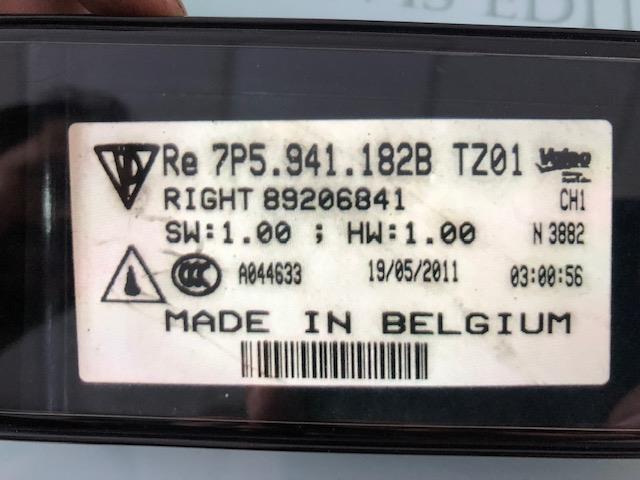 Re 7P5.941.182B TZ01 Valeo
RIGHT 89206841 CH1
SW:1.00 ; HW:1.00 N 3882
CCC A044633 19/05/2011 03:00:56
MADE IN BELGIUM